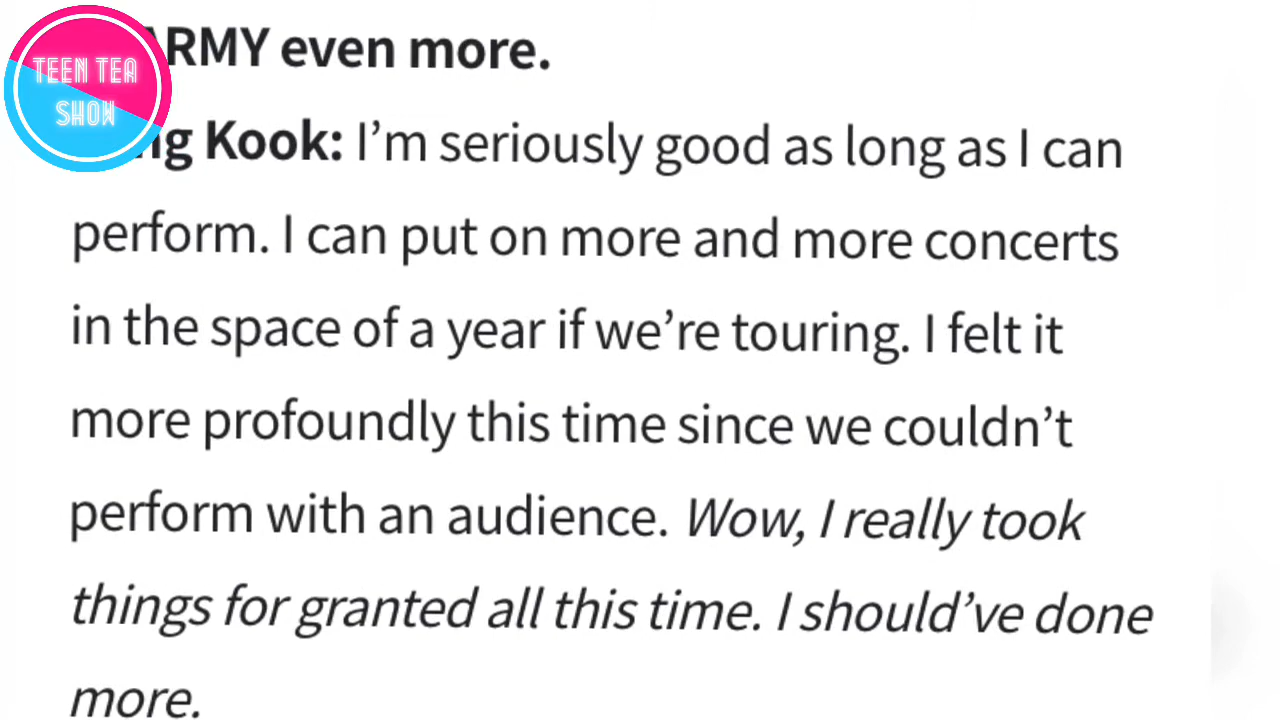 TEEN TEA
SHOW
ARMY even more.
ng Kook: I’m seriously good as long as I can
perform. I can put on more and more concerts
in the space of a year if we’re touring. I felt it
more profoundly this time since we couldn’t
perform with an audience. Wow, I really took
things for granted all this time. I should’ve done
more.